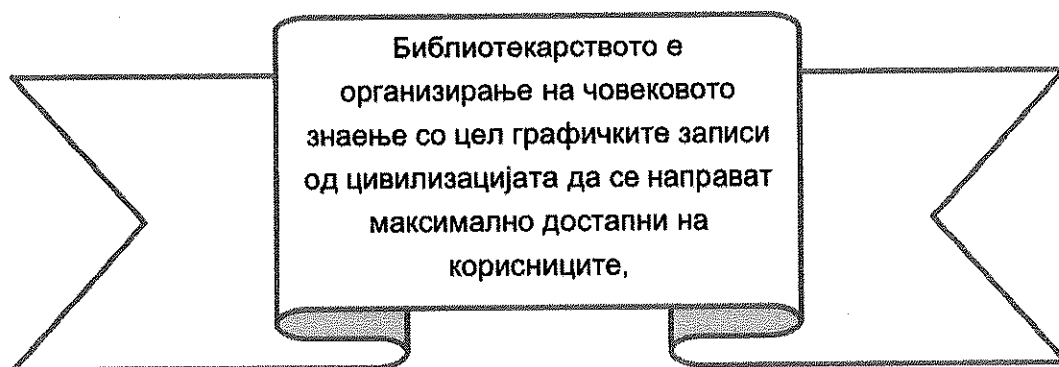 Библиотекарството е
организирање на човековото
знаење со цел графичките записи
од цивилизацијата да се направат
максимално достапни на
корисниците,